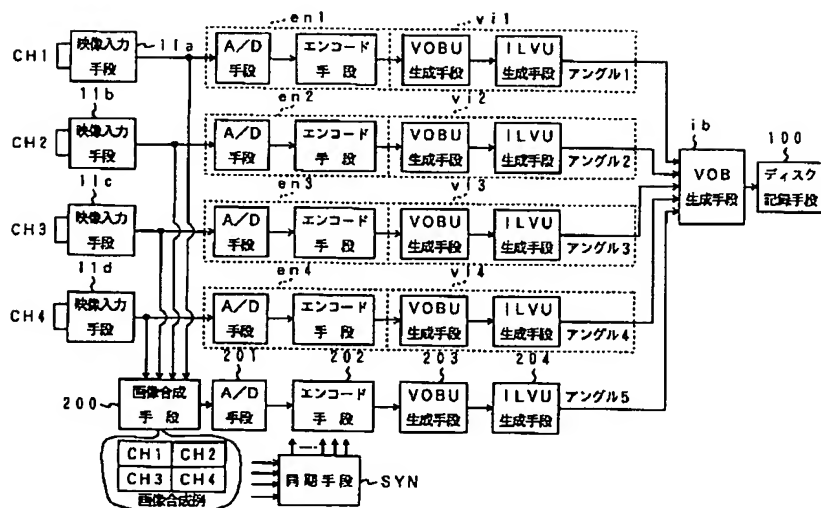 en1
vi1
11a
CH1
映像入力
手段
A/D
手段
エンコード
手 段
VOBU
生成手段
ILVU
生成手段
アングル1
11b
en2
vi2
CH2
映像入力
手段
A/D
手段
エンコード
手 段
VOBU
生成手段
ILVU
生成手段
アングル2
ib
100
VOB
生成手段
ディスク
記録手段
11c
en3
vi3
CH3
映像入力
手段
A/D
手段
エンコード
手 段
VOBU
生成手段
ILVU
生成手段
アングル3
11d
en4
vi4
CH4
映像入力
手段
A/D
手段
エンコード
手 段
VOBU
生成手段
ILVU
生成手段
アングル4
201
202
203
204
200
画像合成
手 段
A/D
手段
エンコード
手 段
VOBU
生成手段
ILVU
生成手段
アングル5
CH1
CH2
CH3
CH4
画像合成例
同期手段
SYN